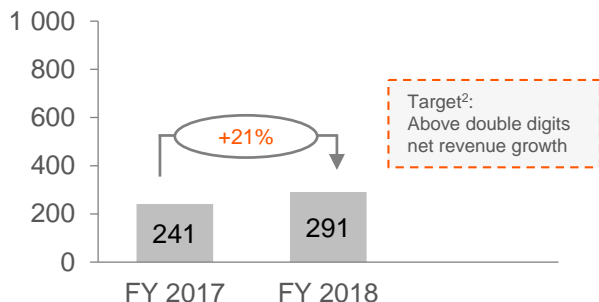 1 000
800
600
400
200
0
+21%
Target²:
Above double digits
net revenue growth
241
291
FY 2017
FY 2018